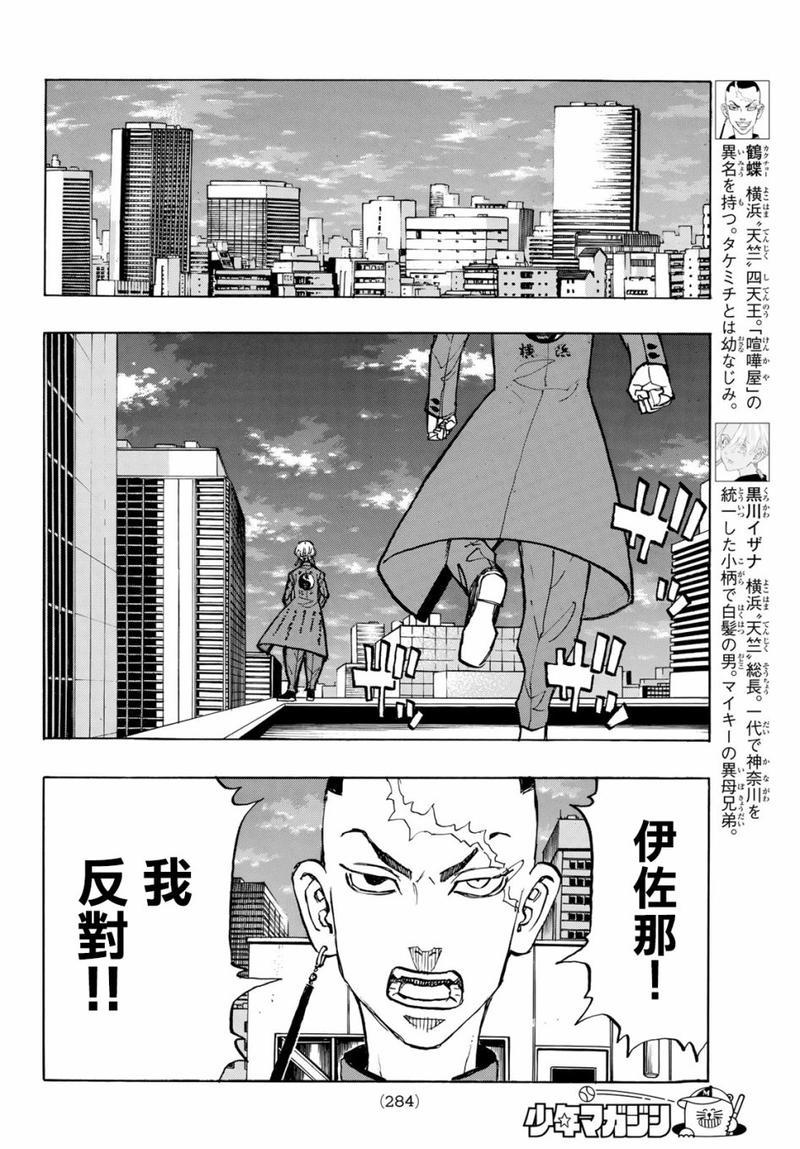 鶴蝶 横浜〝天竺〟四天王。「喧嘩屋」の
異名を持つ。タケミチとは幼なじみ。
横浜
ザッ
ザッ
ザッ
黒川イザナ 横浜〝天竺〟総長。一代で神奈川を
統一した小柄で白髪の男。マイキーの異母兄弟。
伊佐那！
我
反對!!
(284)
少年マガジン